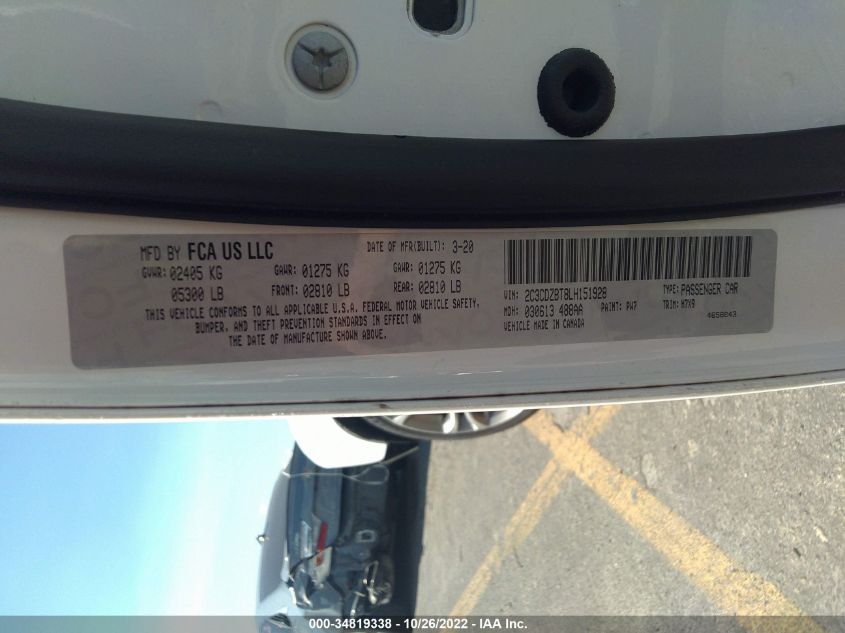 MFD BY FCA US LLC DATE OF MFR(BUILT): 3-20
GVWR: 02405 KG GAWR: 01275 KG GAWR: 01275 KG
05300 LB FRONT: 02810 LB REAR: 02810 LB
THIS VEHICLE CONFORMS TO ALL APPLICABLE U.S.A. FEDERAL MOTOR VEHICLE SAFETY,
BUMPER, AND THEFT PREVENTION STANDARDS IN EFFECT ON
THE DATE OF MANUFACTURE SHOWN ABOVE.
VIN: 2C3CDZBT8LH151928 TYPE: PASSENGER CAR
MDH: 030613 488AA PAINT: PW7 TRIM: H7X9
VEHICLE MADE IN CANADA 4658043
000-34819338 - 10/26/2022 - IAA Inc.